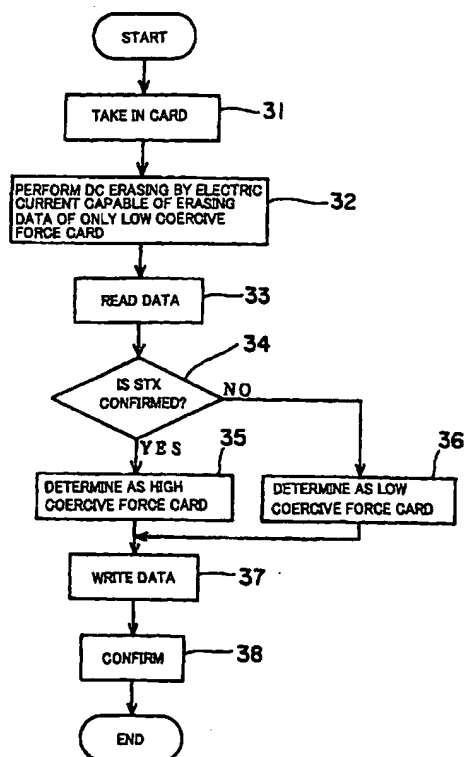 START
TAKE IN CARD
31
PERFORM DC ERASING BY ELECTRIC
CURRENT CAPABLE OF ERASING
DATA OF ONLY LOW COERCIVE
FORCE CARD
32
READ DATA
33
34
IS STX
CONFIRMED?
NO
YES
35
36
DETERMINE AS HIGH
COERCIVE FORCE CARD
DETERMINE AS LOW
COERCIVE FORCE CARD
WRITE DATA
37
CONFIRM
38
END